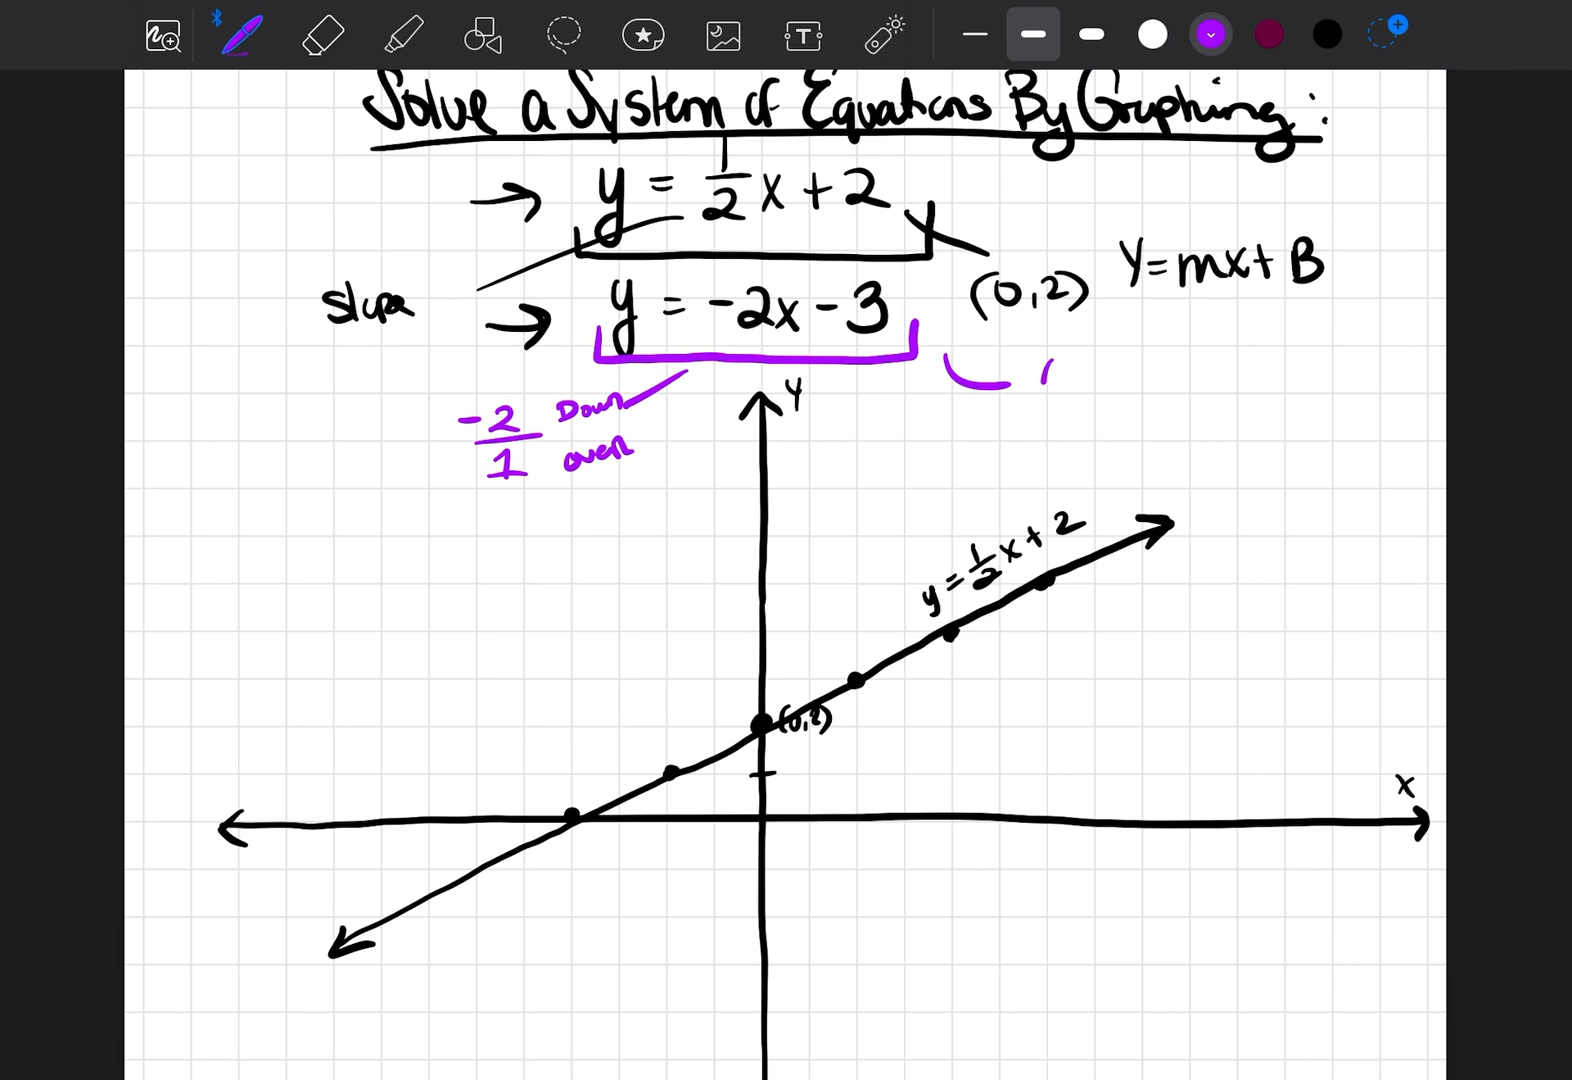 Solve a System of Equations By Graphing:
→ y = 1/2 x + 2
Y = mx + B
slope
(0,2)
→ y = -2x - 3
-2/1 Down over
Y
y = 1/2 x + 2
(0,2)
X